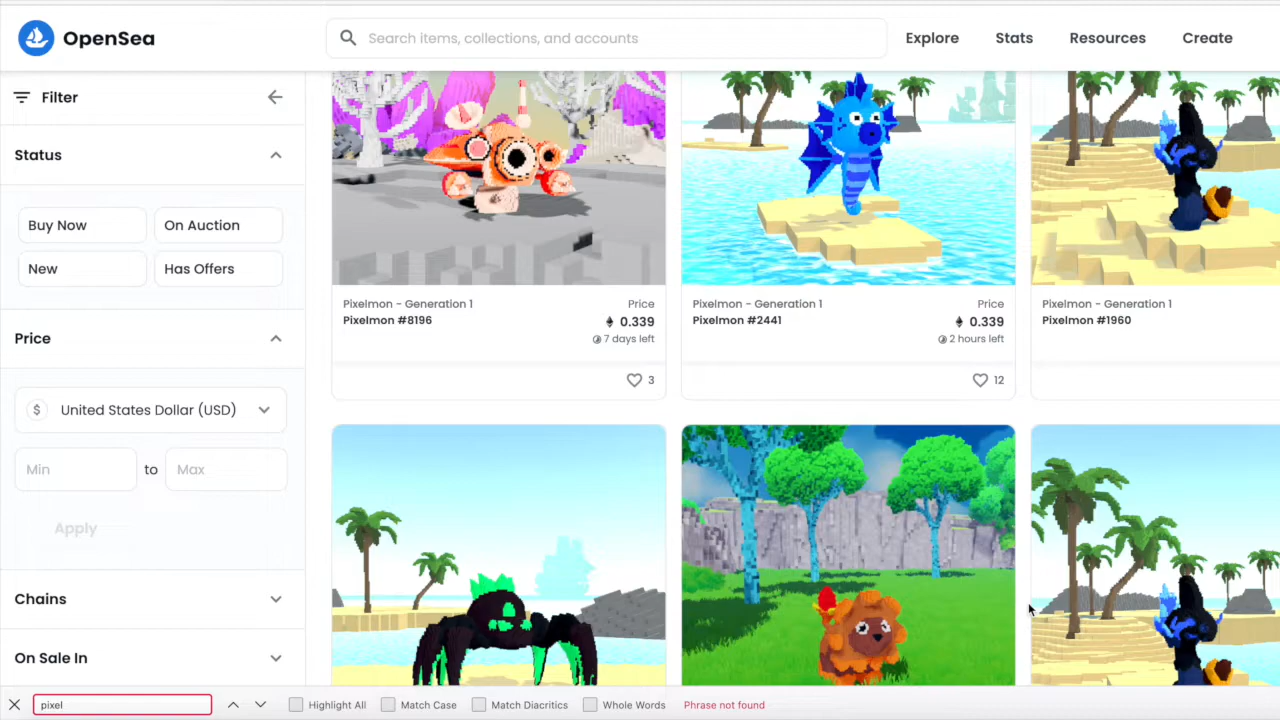 OpenSea
Search items, collections, and accounts
Explore
Stats
Resources
Create
Filter
Status
Buy Now
On Auction
New
Has Offers
Price
$
United States Dollar (USD)
Min
to
Max
Apply
Chains
On Sale In
Pixelmon - Generation 1
Price
Pixelmon #8196
0.339
7 days left
3
Pixelmon - Generation 1
Price
Pixelmon #2441
0.339
2 hours left
12
Pixelmon - Generation 1
Pixelmon #1960
pixel
Highlight All
Match Case
Match Diacritics
Whole Words
Phrase not found